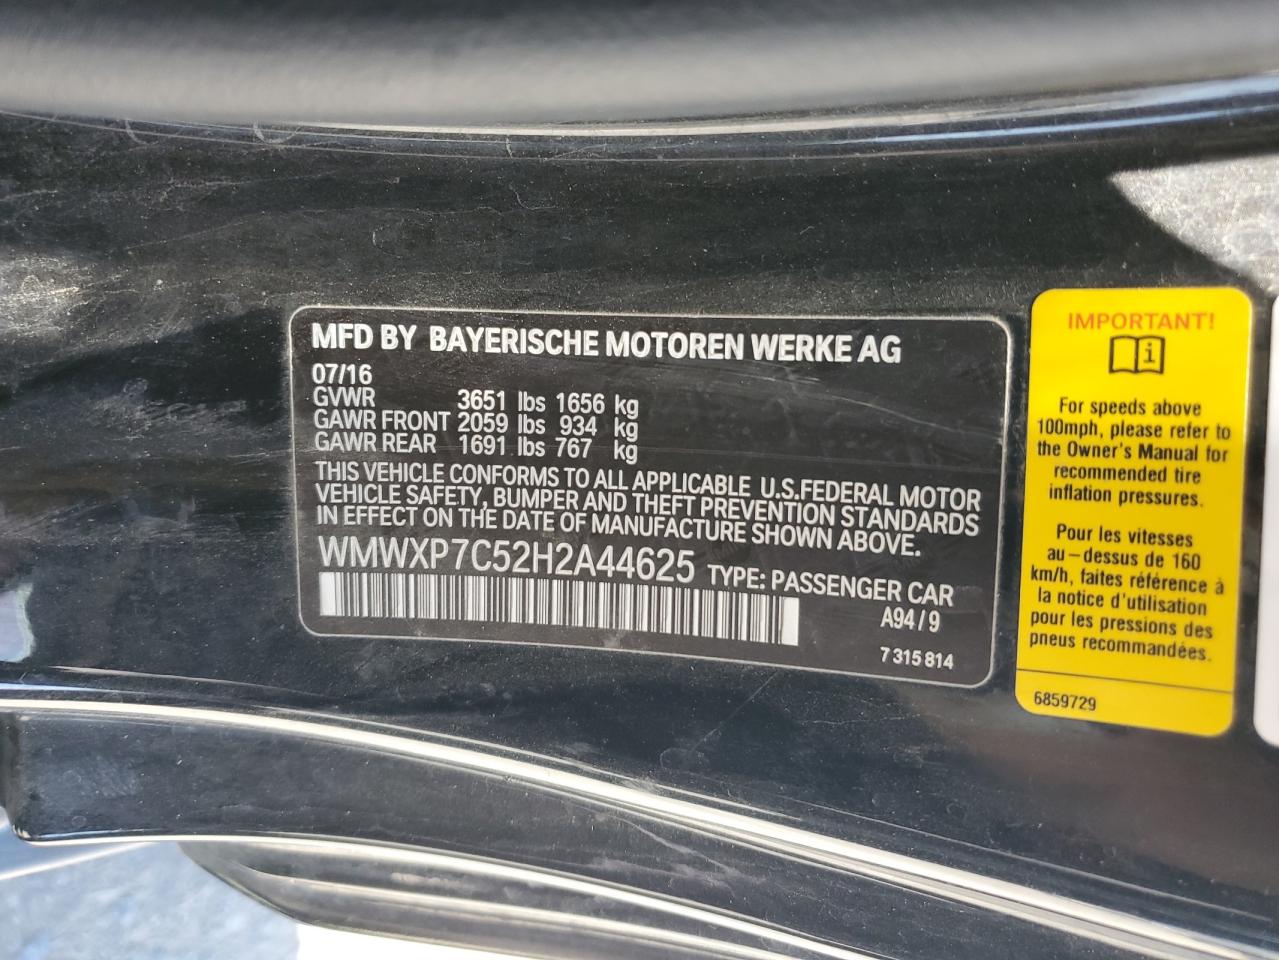 MFD BY BAYERISCHE MOTOREN WERKE AG
07/16
GVWR 3651 lbs 1656 kg
GAWR FRONT 2059 lbs 934 kg
GAWR REAR 1691 lbs 767 kg
THIS VEHICLE CONFORMS TO ALL APPLICABLE U.S.FEDERAL MOTOR
VEHICLE SAFETY, BUMPER AND THEFT PREVENTION STANDARDS
IN EFFECT ON THE DATE OF MANUFACTURE SHOWN ABOVE.
WMWXP7C52H2A44625 TYPE: PASSENGER CAR
A94/9
7 315 814
IMPORTANT!
i
For speeds above
100mph, please refer to
the Owner's Manual for
recommended tire
inflation pressures.
Pour les vitesses
au-dessus de 160
km/h, faites référence à
la notice d'utilisation
pour les pressions des
pneus recommandées.
6859729